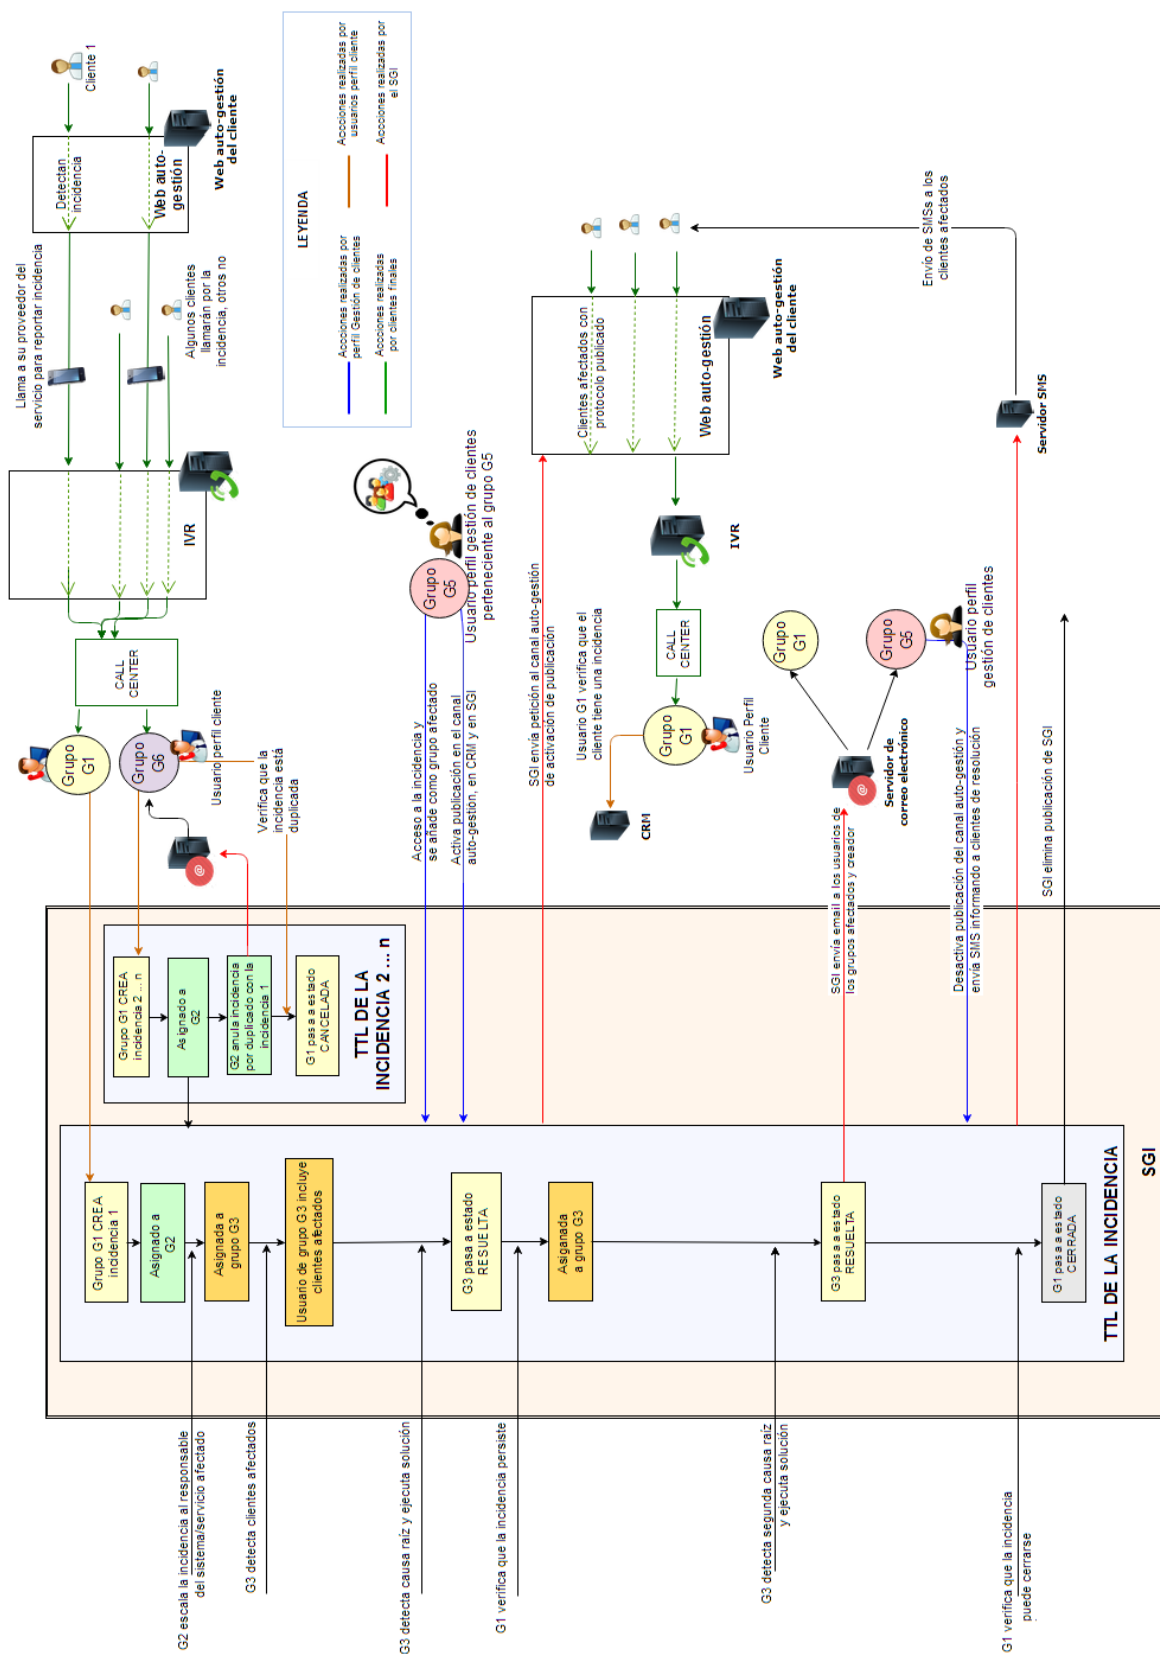 Cliente 1
Detectan
incidencia
Web auto-
gestión
Web auto-gestión
del cliente
Llama a su proveedor del
servicio para reportar incidencia
Algunos clientes
llamarán por la
incidencia, otros no
IVR
CALL
CENTER
Grupo
G1
Grupo
G6
Usuario perfil cliente
Verifica que la
incidencia está
duplicada
@
LEYENDA
Acociones realizadas por
perfil Gestión de clientes
Acociones realizadas por
usuarios perfil cliente
Acociones realizadas
por clientes finales
Acociones realizadas por
el SGI
Grupo
G5
Usuario perfil gestión de clientes
perteneciente al grupo G5
Acceso a la incidencia y
se añade como grupo afectado
Activa publicación en el canal
auto-gestión, en CRM y en SGI
SGI envía petición al canal auto-gestión
de activación de publicación
Clientes afectados con
protocolo publicado
Web auto-gestión
Web auto-gestión
del cliente
IVR
CALL
CENTER
Grupo
G1
Usuario Perfil
Cliente
Usuario G1 verifica que el
cliente tiene una incidencia
CRM
Envío de SMSs a los
clientes afectados
Servidor SMS
Grupo
G1
Grupo
G5
Usuario perfil
gestión de clientes
@
Servidor de
correo electrónico
SGI envía email a los usuarios de
los grupos afectados y creador
Desactiva publicación del canal auto-gestión y
envía SMS informando a clientes de resolución
SGI elimina publicación de SGI
Grupo G1 CREA
incidencia 2 ... n
Asignado a
G2
G2 anula incidencia
por duplicado con la
incidencia 1
G1 pasa a estado
CANCELADA
TTL DE LA
INCIDENCIA 2 ... n
Grupo G1 CREA
incidencia 1
Asignado a
G2
Asignada a
grupo G3
Usuario de grupo G3 incluye
clientes afectados
G3 pasa a estado
RESUELTA
Asiganada
a grupo G3
G3 pasa a estado
RESUELTA
G1 pasa a estado
CERRADA
TTL DE LA INCIDENCIA
SGI
G2 escala la incidencia al responsable
del sistema/servicio afectado
G3 detecta clientes afectados
G3 detecta causa raíz y ejecuta solución
G1 verifica que la incidencia persiste
G3 detecta segunda causa raíz
y ejecuta solución
G1 verifica que la incidencia
puede cerrarse